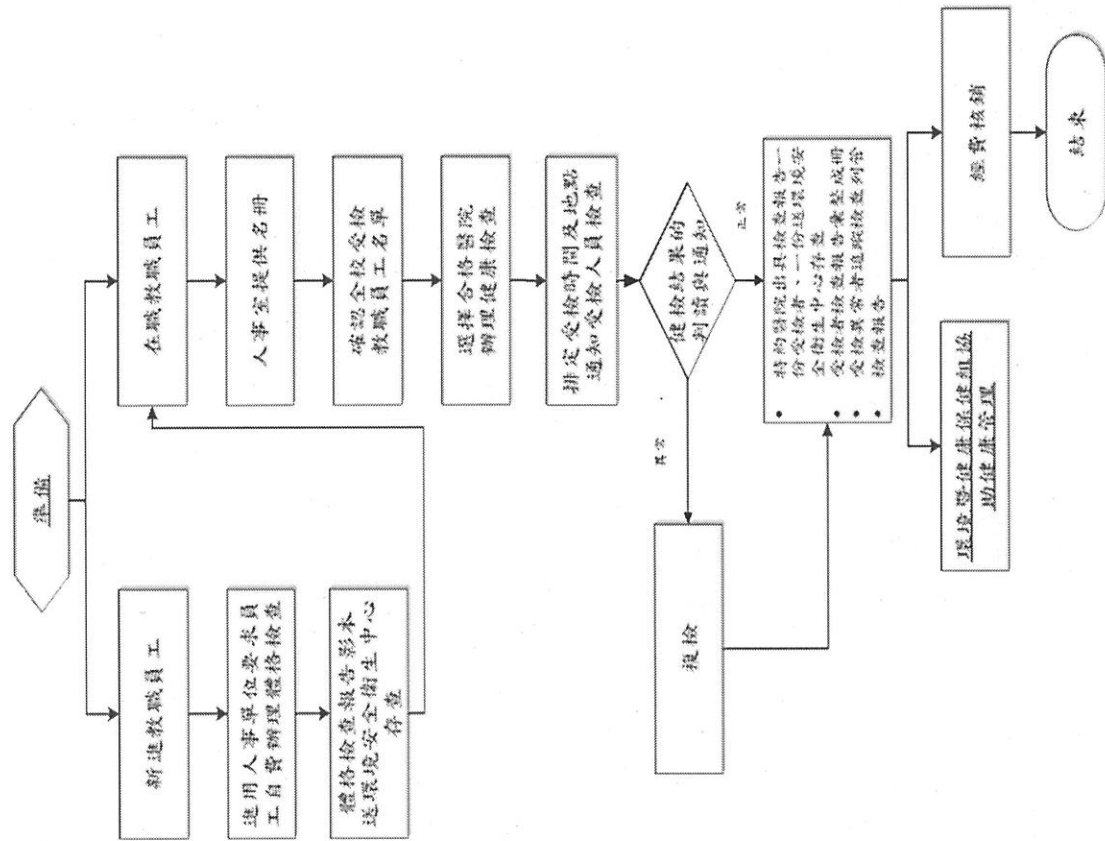 準備
新進教職員工
進用人事單位要求員
工自費辦理體格檢查
體格檢查報告影本
送環境安全衛生中心
存查
在職教職員工
人事室提供名冊
確認全校受檢
教職員工名單
選擇合格醫院
辦理健康檢查
排定受檢時間及地點
通知受檢人員檢查
健檢結果的
判讀與通知
異常
正常
複檢
• 特約醫院出具檢查報告一
份受檢者、一份送環境安
全衛生中心存查
• 受檢者檢查報告彙整成冊
• 受檢異常者追蹤檢查列管
• 檢查報告
環境暨健康保健組協
助健康管理
經費核銷
結束